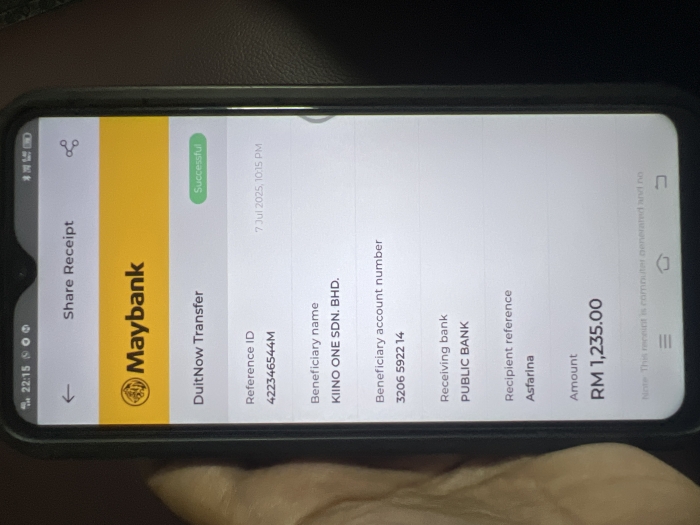 22:15
Share Receipt
Maybank
DuitNow Transfer
Successful
Reference ID
7 Jul 2025, 10:15 PM
422346544M
Beneficiary name
KIINO ONE SDN. BHD.
Beneficiary account number
3206 5922 14
Receiving bank
PUBLIC BANK
Recipient reference
Asfarina
Amount
RM 1,235.00
Note: This receipt is computer generated and no